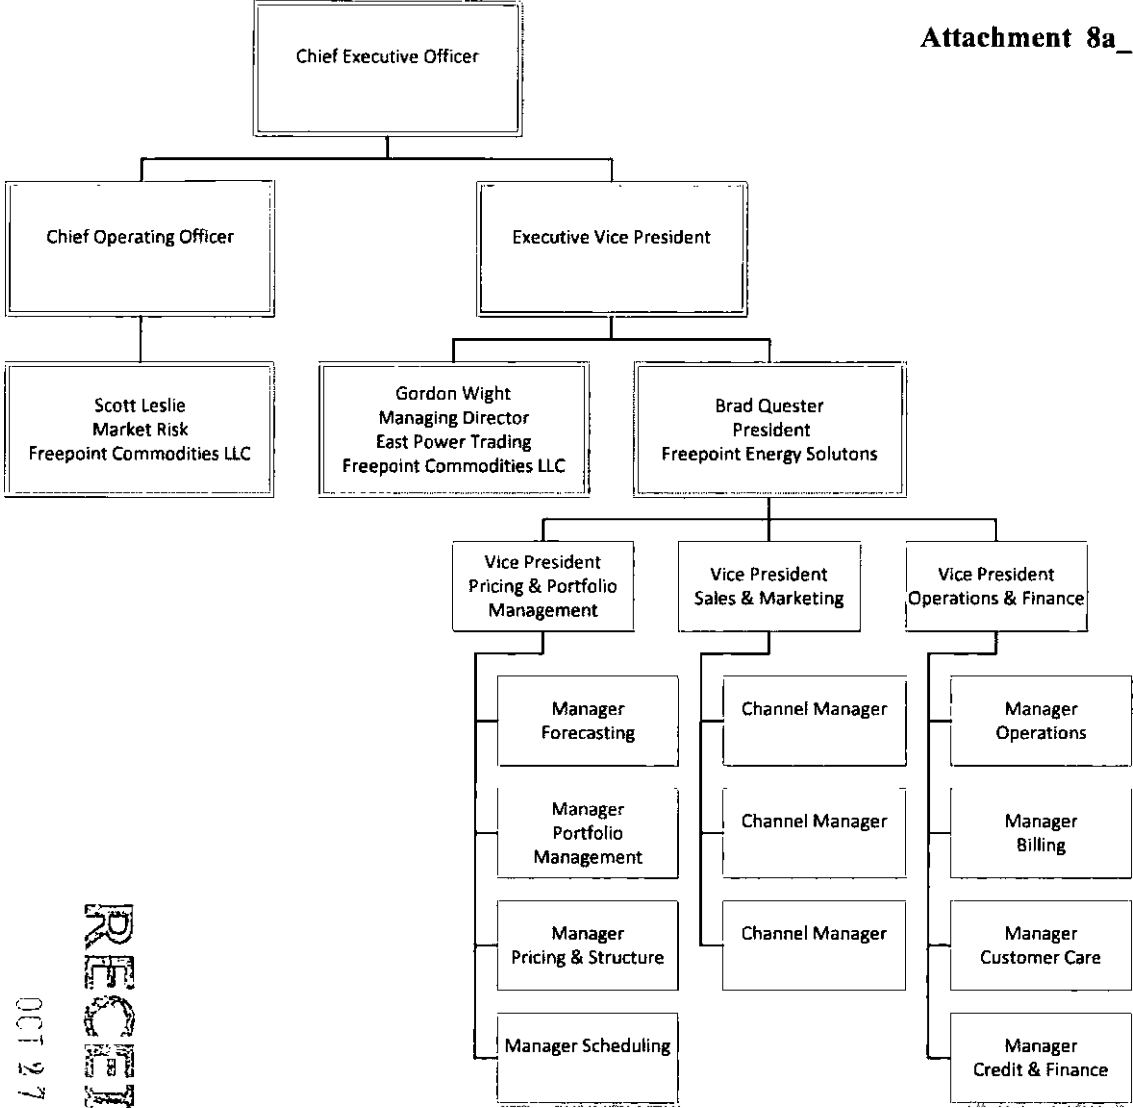 Attachment 8a_
Chief Executive Officer
Chief Operating Officer
Executive Vice President
Scott Leslie
Market Risk
Freepoint Commodities LLC
Gordon Wight
Managing Director
East Power Trading
Freepoint Commodities LLC
Brad Quester
President
Freepoint Energy Solutons
Vice President
Pricing & Portfolio
Management
Vice President
Sales & Marketing
Vice President
Operations & Finance
Manager
Forecasting
Channel Manager
Manager
Operations
Manager
Portfolio
Management
Channel Manager
Manager
Billing
Manager
Pricing & Structure
Channel Manager
Manager
Customer Care
Manager Scheduling
Manager
Credit & Finance
OCT 27